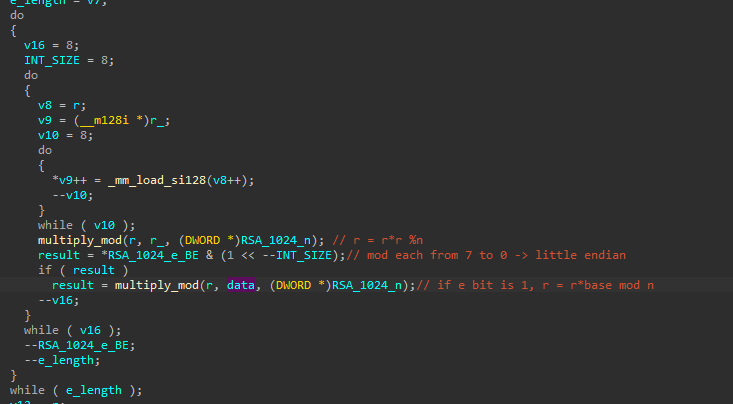 e_length = v7;
do
{
v16 = 8;
INT_SIZE = 8;
do
{
v8 = r;
v9 = (__m128i *)r_;
v10 = 8;
do
{
*v9++ = _mm_load_si128(v8++);
--v10;
}
while ( v10 );
multiply_mod(r, r_, (DWORD *)RSA_1024_n); // r = r*r %n
result = *RSA_1024_e_BE & (1 << --INT_SIZE);// mod each from 7 to 0 -> little endian
if ( result )
result = multiply_mod(r, data, (DWORD *)RSA_1024_n);// if e bit is 1, r = r*base mod n
--v16;
}
while ( v16 );
--RSA_1024_e_BE;
--e_length;
}
while ( e_length );